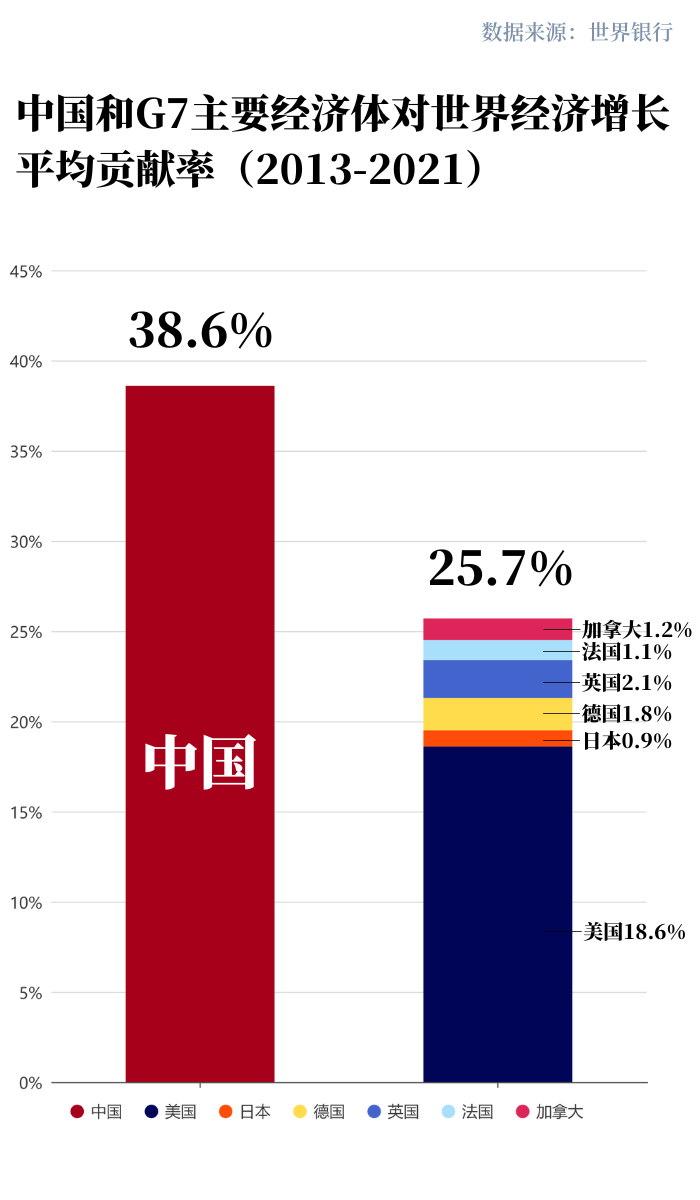 数据来源：世界银行
中国和G7主要经济体对世界经济增长
平均贡献率（2013-2021）
45%
38.6%
40%
35%
30%
25.7%
25%
加拿大1.2%
法国1.1%
英国2.1%
德国1.8%
20%
日本0.9%
中国
15%
10%
美国18.6%
5%
0%
中国 美国 日本 德国 英国 法国 加拿大